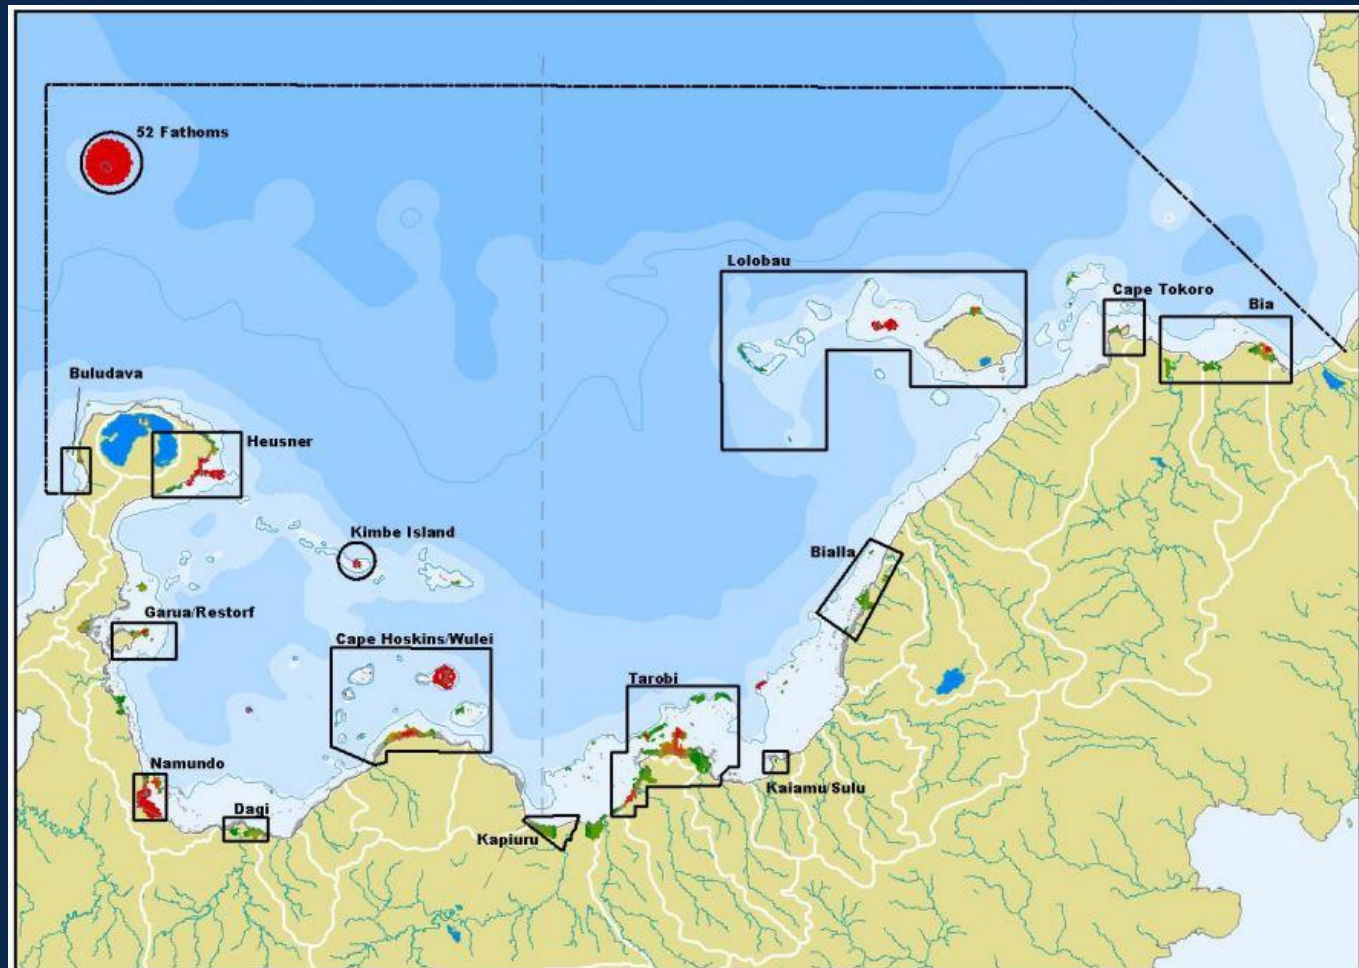 52 Fathoms
Lolobau
Cape Tokoro
Bia
Buludava
Heusner
Kimbe Island
Bialla
Garua/Restorf
Cape Hoskins/Wulei
Tarobi
Namundo
Kaiamu/Sulu
Daqi
Kapiuru